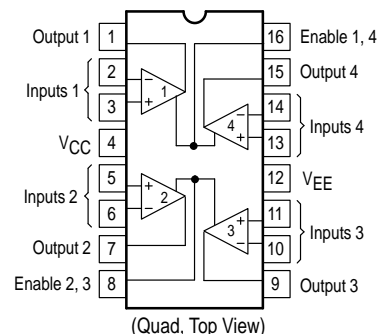 Output 1
1
16
Enable 1, 4
Inputs 1
2
3
–
+
1
15
Output 4
4
–
+
14
13
Inputs 4
VCC
4
12
VEE
Inputs 2
5
6
+
–
2
3
+
–
11
10
Inputs 3
Output 2
7
Enable 2, 3
8
9
Output 3
(Quad, Top View)